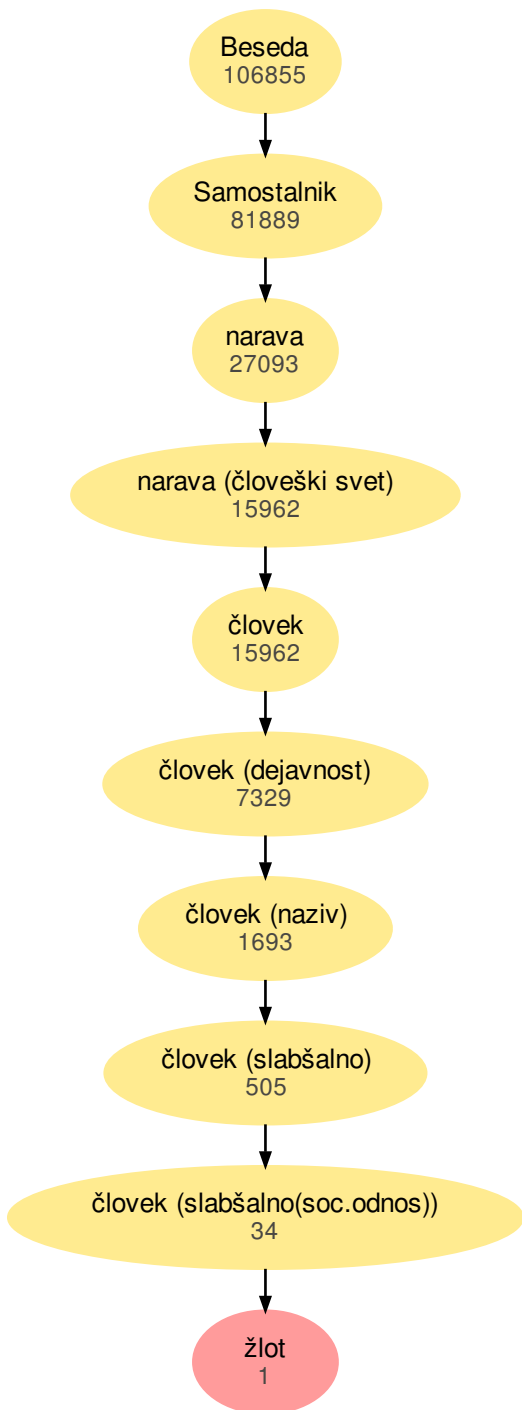 Beseda
106855
Samostalnik
81889
narava
27093
narava (človeški svet)
15962
človek
15962
človek (dejavnost)
7329
človek (naziv)
1693
človek (slabšalno)
505
človek (slabšalno(soc.odnos))
34
žlot
1